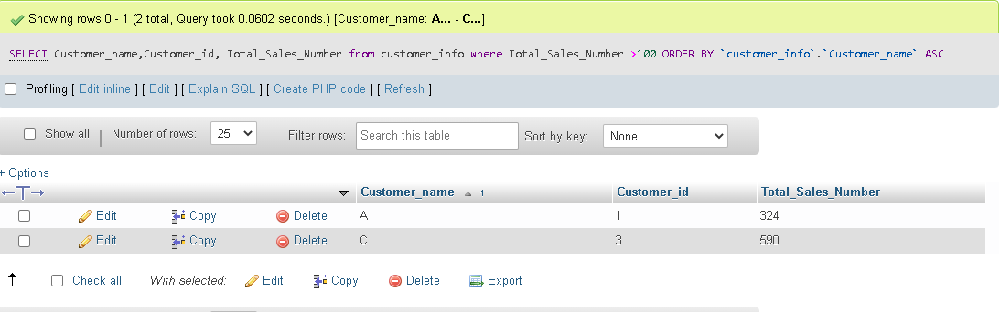 Showing rows 0 - 1 (2 total, Query took 0.0602 seconds.) [Customer_name: A... - C...]
SELECT Customer_name,Customer_id, Total_Sales_Number from customer_info where Total_Sales_Number >100 ORDER BY `customer_info`.`Customer_name` ASC
Profiling [ Edit inline ] [ Edit ] [ Explain SQL ] [ Create PHP code ] [ Refresh ]
Show all | Number of rows: 25 Filter rows: Search this table Sort by key: None
+ Options
←T→ Customer_name 1 Customer_id Total_Sales_Number
Edit Copy Delete A 1 324
Edit Copy Delete C 3 590
Check all With selected: Edit Copy Delete Export